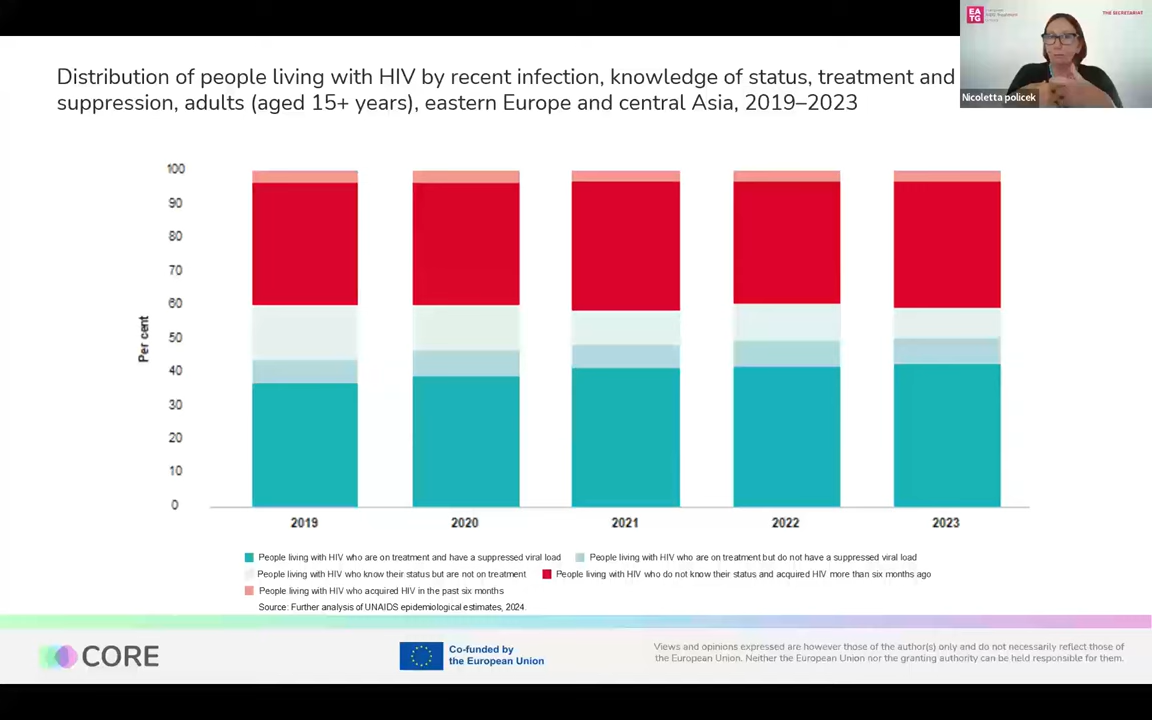 EA
TG
THE SECRETARIAT
Nicoletta policek
Distribution of people living with HIV by recent infection, knowledge of status, treatment and
suppression, adults (aged 15+ years), eastern Europe and central Asia, 2019–2023
100
90
80
70
60
50
40
30
20
10
0
Per cent
2019 2020 2021 2022 2023
People living with HIV who are on treatment and have a suppressed viral load People living with HIV who are on treatment but do not have a suppressed viral load
People living with HIV who know their status but are not on treatment People living with HIV who do not know their status and acquired HIV more than six months ago
People living with HIV who acquired HIV in the past six months
Source: Further analysis of UNAIDS epidemiological estimates, 2024.
CORE
Co-funded by
the European Union
Views and opinions expressed are however those of the author(s) only and do not necessarily reflect those of
the European Union. Neither the European Union nor the granting authority can be held responsible for them.